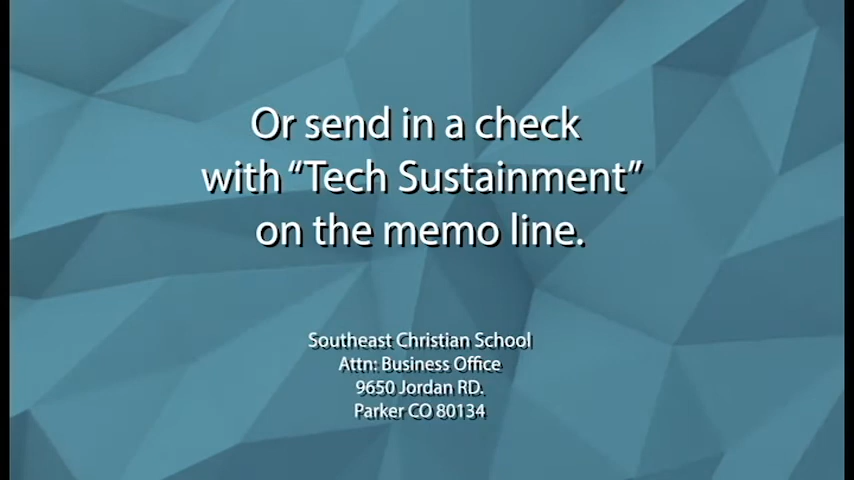 Or send in a check
with “Tech Sustainment”
on the memo line.
Southeast Christian School
Attn: Business Office
9650 Jordan RD.
Parker CO 80134